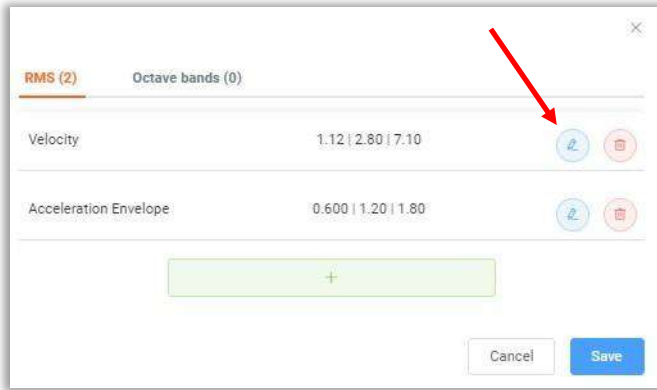 RMS (2) Octave bands (0)
Velocity 1.12 | 2.80 | 7.10
Acceleration Envelope 0.600 | 1.20 | 1.80
+
Cancel Save